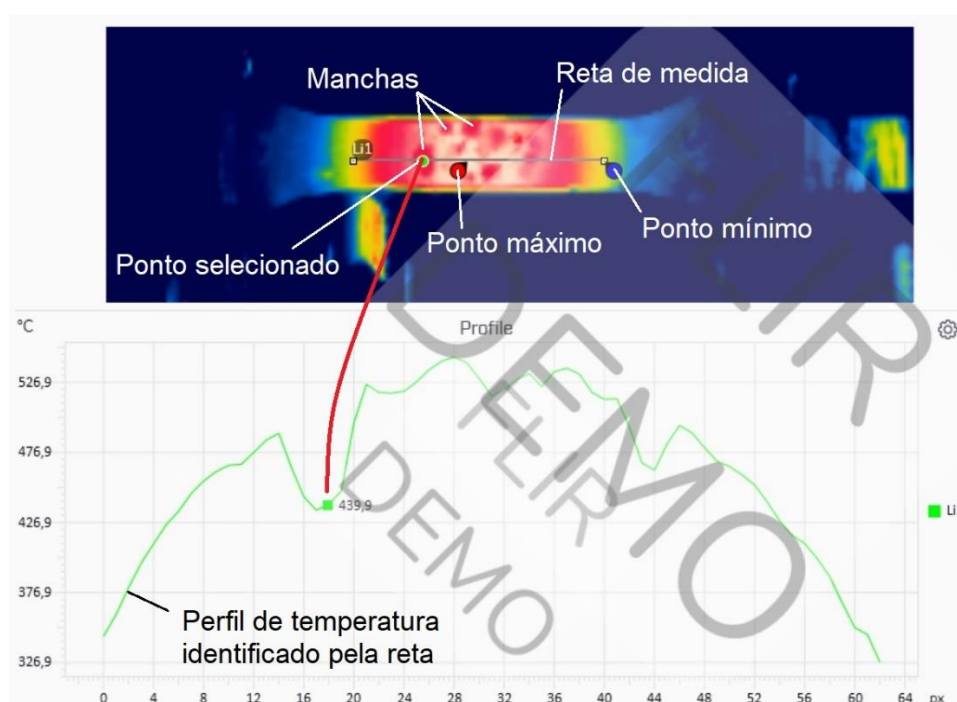 Manchas
Reta de medida
Li1
Ponto selecionado
Ponto máximo
Ponto mínimo
°C
Profile
526,9
476,9
439,9
426,9
Li
376,9
Perfil de temperatura
identificado pela reta
326,9
0 4 8 12 16 20 24 28 32 36 40 44 48 52 56 60 64 px
FLIR
DEMO
FLIR
DEMO